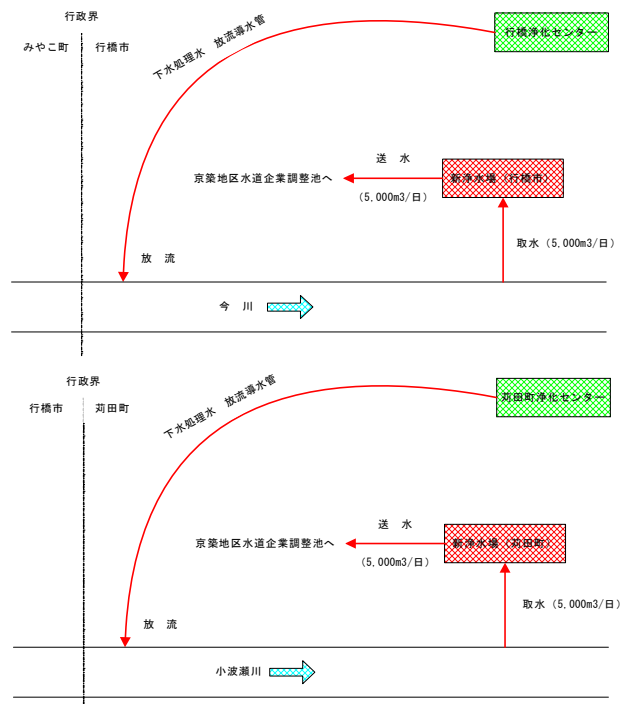 行政界
みやこ町 行橋市
下水処理水 放流導水管
行橋浄化センター
送 水
京築地区水道企業調整池へ
(5.000m3/日)
新浄水場(行橋市)
取水(5.000m3/日)
放 流
今 川
行政界
行橋市 苅田町
下水処理水 放流導水管
苅田町浄化センター
送 水
京築地区水道企業調整池へ
(5.000m3/日)
新浄水場(苅田町)
取水(5.000m3/日)
放 流
小波瀬川